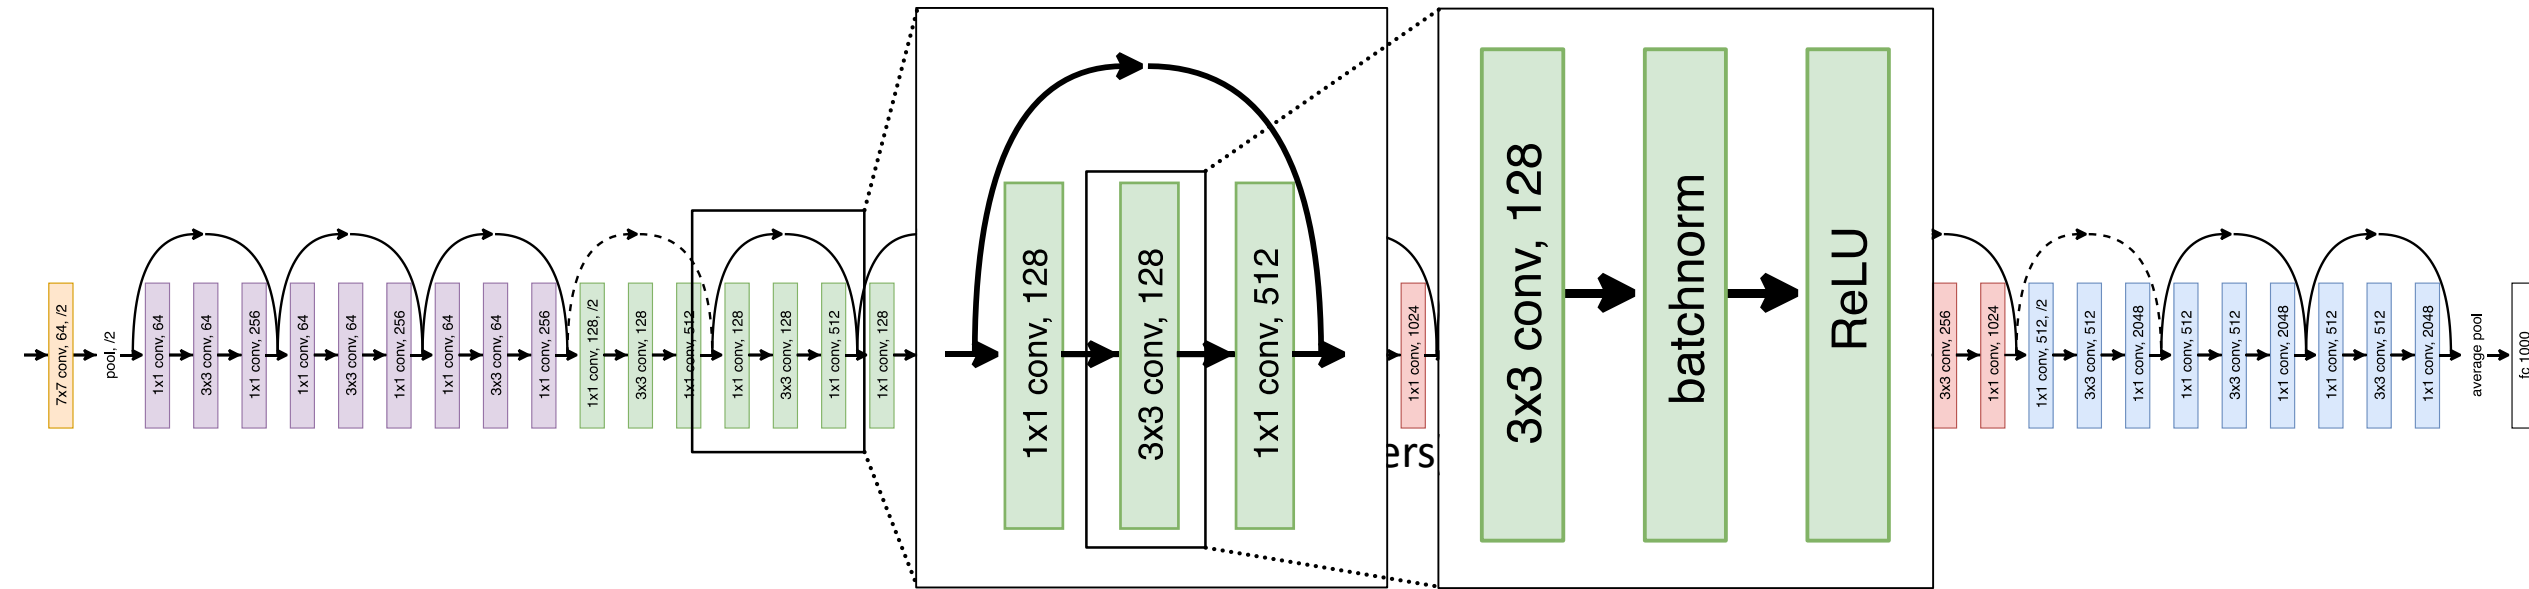 7x7 conv, 64, /2
pool, /2
1x1 conv, 64
3x3 conv, 64
1x1 conv, 256
1x1 conv, 64
3x3 conv, 64
1x1 conv, 256
1x1 conv, 64
3x3 conv, 64
1x1 conv, 256
1x1 conv, 128, /2
3x3 conv, 128
1x1 conv, 512
1x1 conv, 128
3x3 conv, 128
1x1 conv, 512
1x1 conv, 128
1x1 conv, 128
3x3 conv, 128
1x1 conv, 512
1x1 conv, 1024
ers
3x3 conv, 128
batchnorm
ReLU
3x3 conv, 256
1x1 conv, 1024
1x1 conv, 512, /2
3x3 conv, 512
1x1 conv, 2048
1x1 conv, 512
3x3 conv, 512
1x1 conv, 2048
1x1 conv, 512
3x3 conv, 512
1x1 conv, 2048
average pool
fc 1000